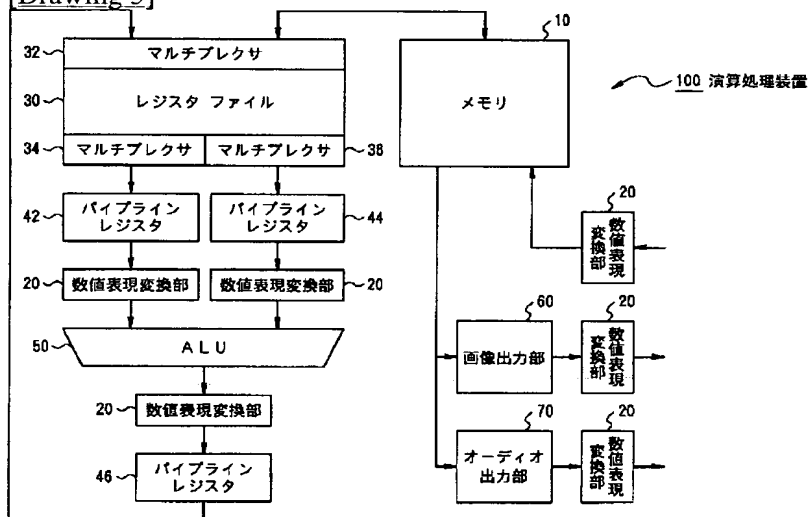 [Drawing 3]
10
32
マルチプレクサ
100 演算処理装置
30
レジスタ ファイル
メモリ
34
マルチプレクサ
マルチプレクサ
36
42
パイプライン
レジスタ
パイプライン
レジスタ
44
20
数値表現
変換部
20
数値表現変換部
数値表現変換部
20
50
ALU
60
画像出力部
20
数値表現
変換部
20
数値表現変換部
70
オーディオ
出力部
20
数値表現
変換部
46
パイプライン
レジスタ